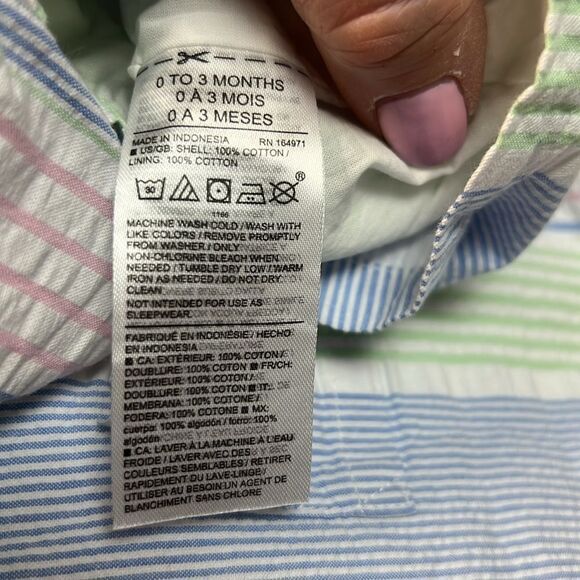 0 TO 3 MONTHS
0 À 3 MOIS
0 A 3 MESES
MADE IN INDONESIA RN 164971
■ US/GB: SHELL: 100% COTTON /
LINING: 100% COTTON
30
®
1166
MACHINE WASH COLD / WASH WITH
LIKE COLORS / REMOVE PROMPTLY
FROM WASHER / ONLY
NON-CHLORINE BLEACH WHEN
NEEDED / TUMBLE DRY LOW / WARM
IRON AS NEEDED / DO NOT DRY
CLEAN
NOT INTENDED FOR USE AS
SLEEPWEAR.
FABRIQUÉ EN INDONÉSIE / HECHO
EN INDONESIA
■ CA: EXTÉRIEUR: 100% COTON /
DOUBLURE: 100% COTON ■ FR/CH:
EXTÉRIEUR: 100% COTON /
DOUBLURE: 100% COTON ■ IT:
MEMBRANA: 100% COTONE /
FODERA: 100% COTONE ■ MX:
cuerpo: 100% algodón / forro: 100%
algodón
■ CA: LAVER À LA MACHINE À L'EAU
FROIDE / LAVER AVEC DES
COULEURS SEMBLABLES / RETIRER
RAPIDEMENT DU LAVE-LINGE /
UTILISER AU BESOIN UN AGENT DE
BLANCHIMENT SANS CHLORE